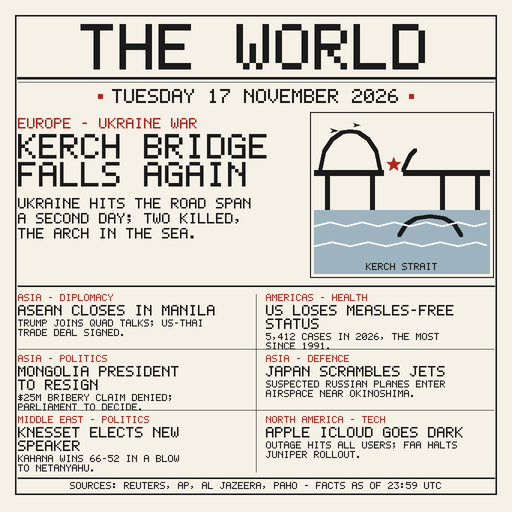 THE WORLD
▪ TUESDAY 17 NOVEMBER 2026 ▪
EUROPE - UKRAINE WAR
KERCH BRIDGE
FALLS AGAIN
UKRAINE HITS THE ROAD SPAN
A SECOND DAY; TWO KILLED,
THE ARCH IN THE SEA.
KERCH STRAIT
ASIA - DIPLOMACY
ASEAN CLOSES IN MANILA
TRUMP JOINS QUAD TALKS; US-THAI
TRADE DEAL SIGNED.
AMERICAS - HEALTH
US LOSES MEASLES-FREE
STATUS
5,412 CASES IN 2026, THE MOST
SINCE 1991.
ASIA - POLITICS
MONGOLIA PRESIDENT
TO RESIGN
$25M BRIBERY CLAIM DENIED;
PARLIAMENT TO DECIDE.
ASIA - DEFENCE
JAPAN SCRAMBLES JETS
SUSPECTED RUSSIAN PLANES ENTER
AIRSPACE NEAR OKINOSHIMA.
MIDDLE EAST - POLITICS
KNESSET ELECTS NEW
SPEAKER
KAHANA WINS 66-52 IN A BLOW
TO NETANYAHU.
NORTH AMERICA - TECH
APPLE ICLOUD GOES DARK
OUTAGE HITS ALL USERS; FAA HALTS
JUNIPER ROLLOUT.
SOURCES: REUTERS, AP, AL JAZEERA, PAHO - FACTS AS OF 23:59 UTC